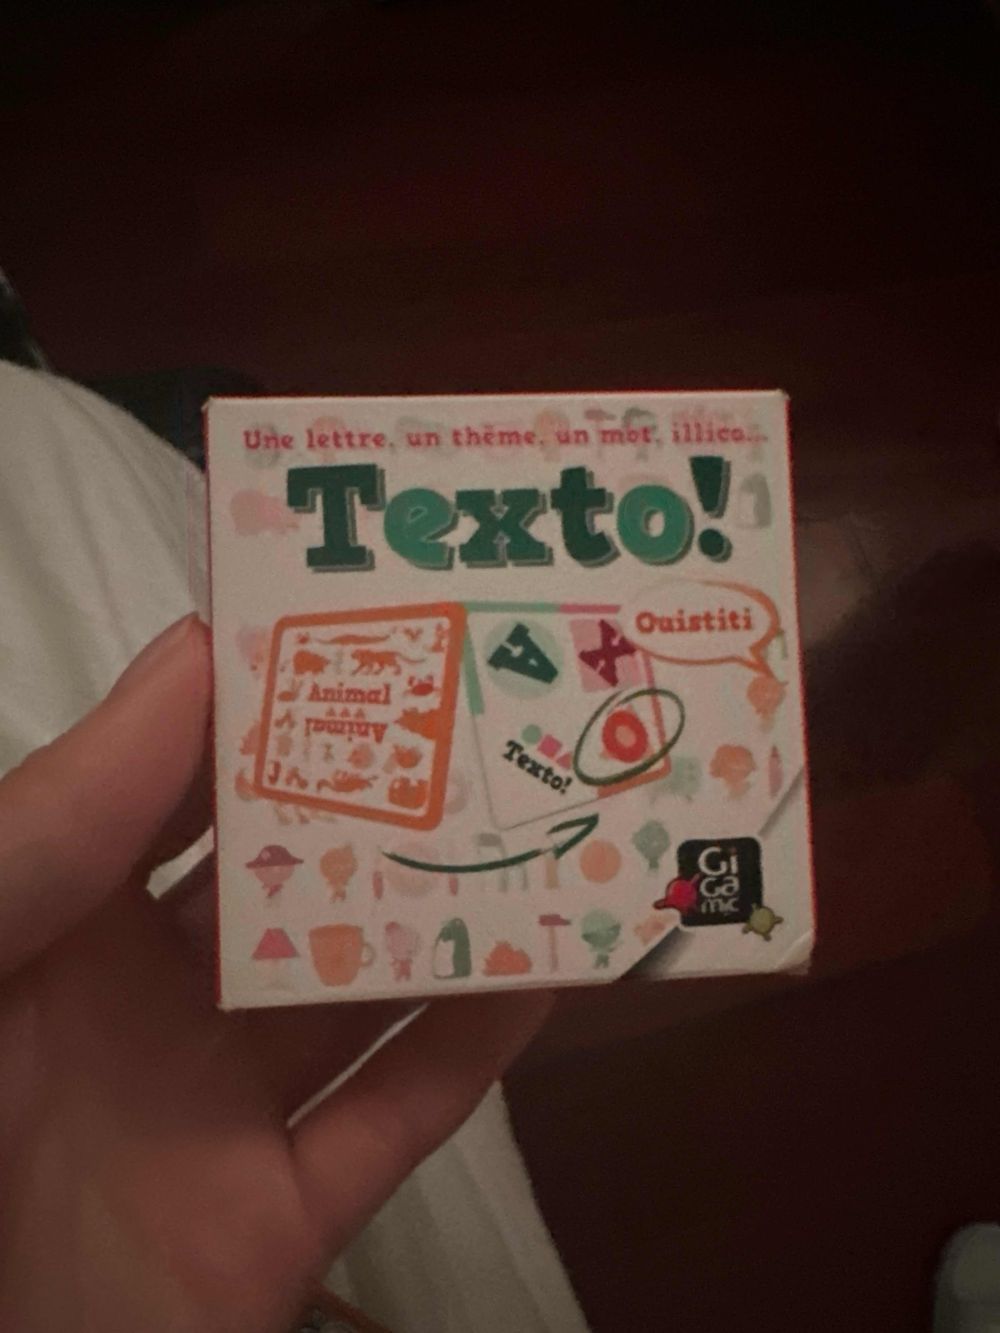 Une lettre, un thème, un mot, illico...
Texto!
Ouistiti
A X
Animal
Animal
O
Texto!
Gi
ga
mic